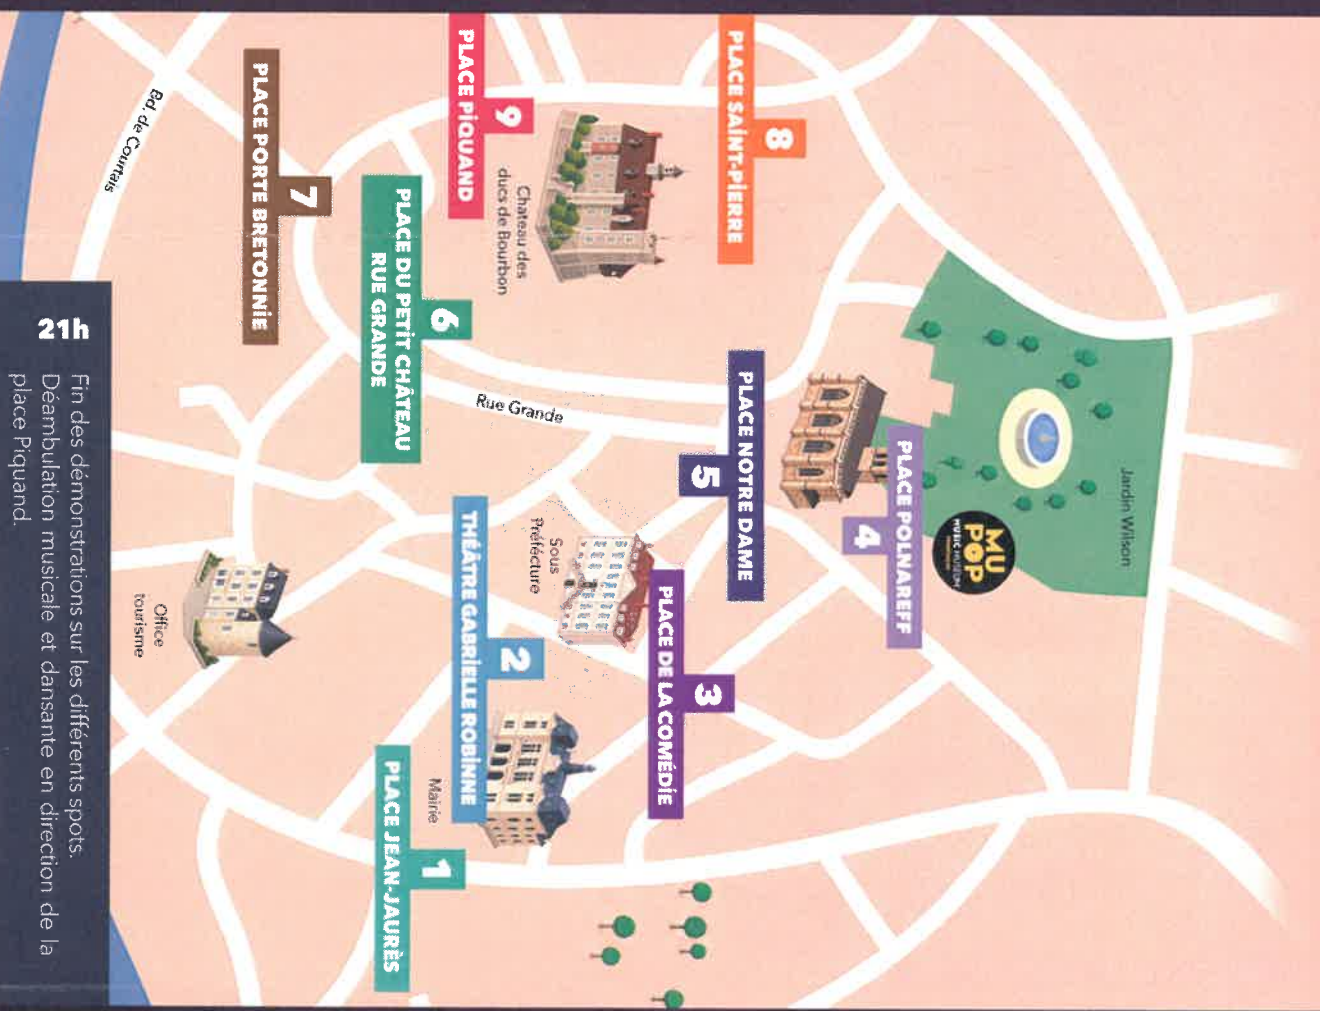 Jardin Wilson
MU
POP
MUSIC MUSEUM
PLACE POLNAREFF
4
8
PLACE SAINT-PIERRE
PLACE NOTRE DAME
5
3
PLACE DE LA COMÉDIE
Sous
Préfécture
Chateau des
ducs de Bourbon
9
PLACE PIQUAND
Rue Grande
2
THÉÂTRE GABRIELLE ROBINNE
Mairie
6
PLACE DU PETIT CHÂTEAU
RUE GRANDE
1
PLACE JEAN-JAURÈS
7
PLACE PORTE BRETONNIE
Office
tourisme
Bd. de Courtais
21h
Fin des démonstrations sur les différents spots.
Déambulation musicale et dansante en direction de la
place Piquand.